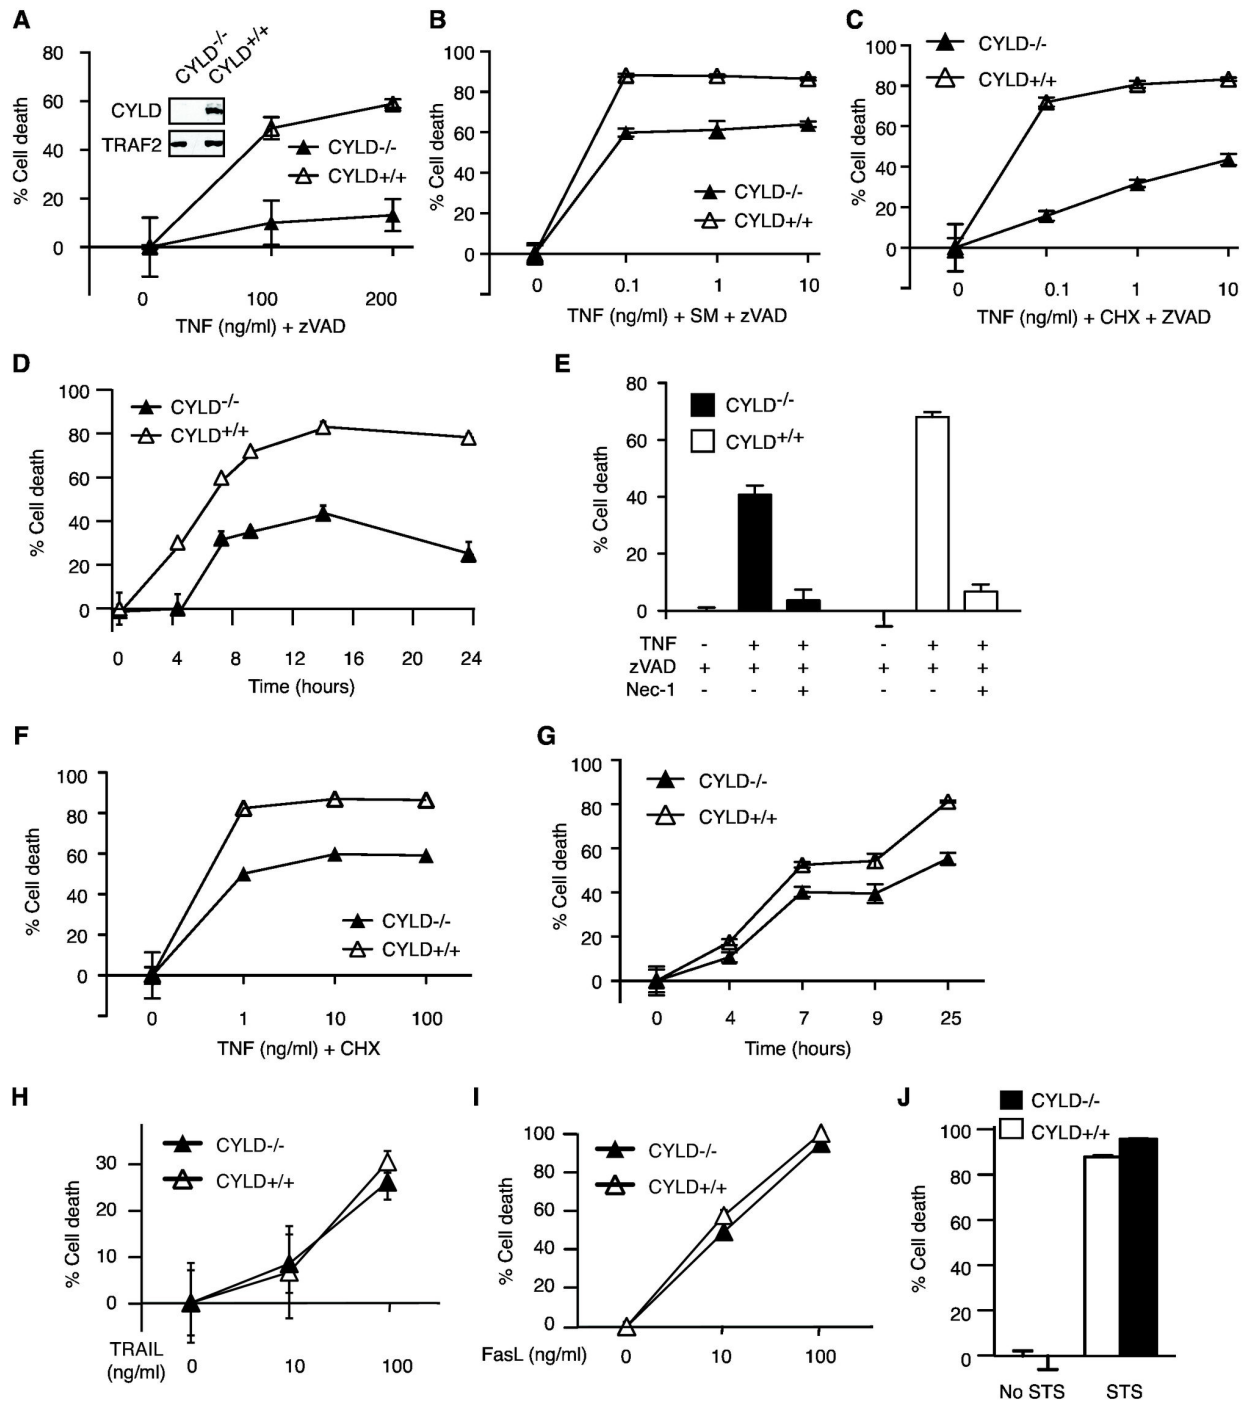 A
80
60
40
20
0
% Cell death
CYLD-/-
CYLD+/+
CYLD
TRAF2
CYLD-/-
CYLD+/+
0 100 200
TNF (ng/ml) + zVAD
B
100
80
60
40
20
0
% Cell death
CYLD-/-
CYLD+/+
0 0.1 1 10
TNF (ng/ml) + SM + zVAD
C
100
80
60
40
20
0
% Cell death
CYLD-/-
CYLD+/+
0 0.1 1 10
TNF (ng/ml) + CHX + ZVAD
D
100
80
60
40
20
0
% Cell death
CYLD-/-
CYLD+/+
0 4 8 12 16 20 24
Time (hours)
E
80
60
40
20
0
% Cell death
CYLD-/-
CYLD+/+
TNF - + + - + +
zVAD + + + + + +
Nec-1 - - + - - +
F
100
80
60
40
20
0
% Cell death
CYLD-/-
CYLD+/+
0 1 10 100
TNF (ng/ml) + CHX
G
100
80
60
40
20
0
% Cell death
CYLD-/-
CYLD+/+
0 4 7 9 25
Time (hours)
H
30
20
10
0
% Cell death
CYLD-/-
CYLD+/+
TRAIL
(ng/ml) 0 10 100
I
100
80
60
40
20
0
% Cell death
CYLD-/-
CYLD+/+
FasL (ng/ml) 0 10 100
J
CYLD-/-
CYLD+/+
100
80
60
40
20
0
% Cell death
No STS STS